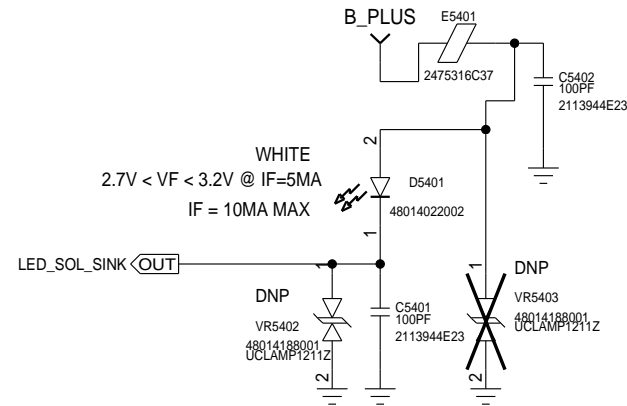 B_PLUS
E5401
2475316C37
C5402
100PF
2113944E23
2
WHITE
2.7V < VF < 3.2V @ IF=5MA
IF = 10MA MAX
D5401
48014022002
1
LED_SOL_SINK OUT
1
DNP
VR5402
48014188001
UCLAMP1211Z
2
C5401
100PF
2113944E23
1
DNP
VR5403
48014188001
UCLAMP1211Z
2